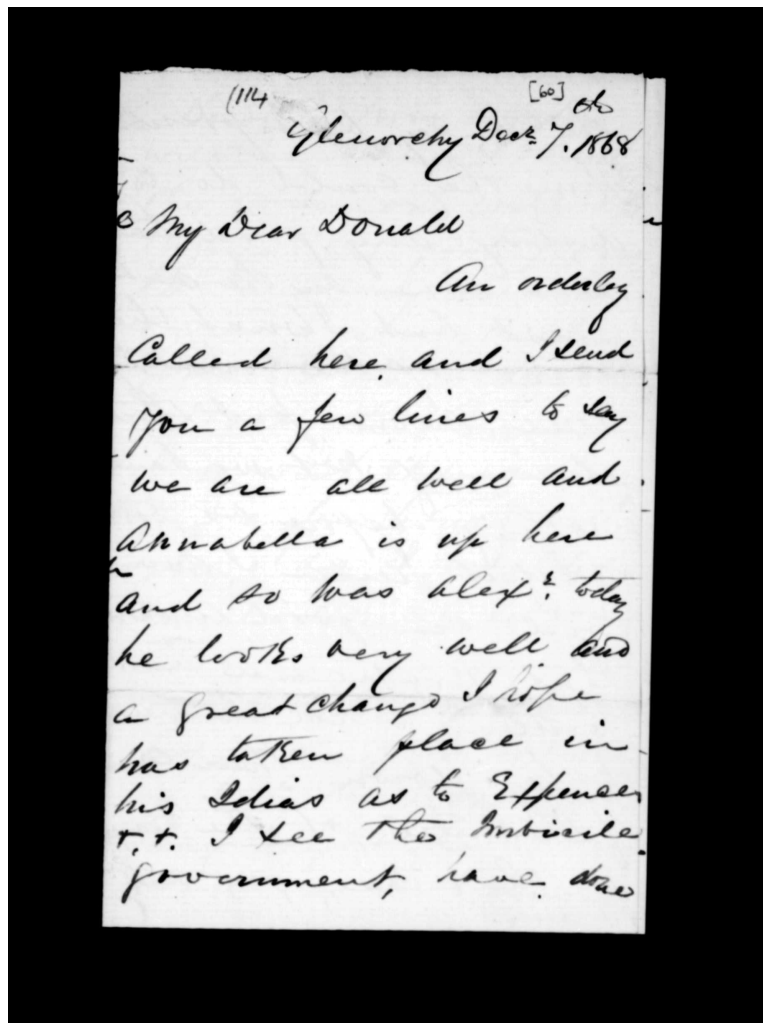 (114 [60]
Glenorchy Decr 7. 1868
My Dear Donald
An orderley
Called here and I send
you a few lines to say
we are all well and
Annabella is up here
and so was Alexr. today
he looks very well and
a great change I hope
has taken place in
his Ideas as to Expences
+. +. I see the Imbicile
government, have done